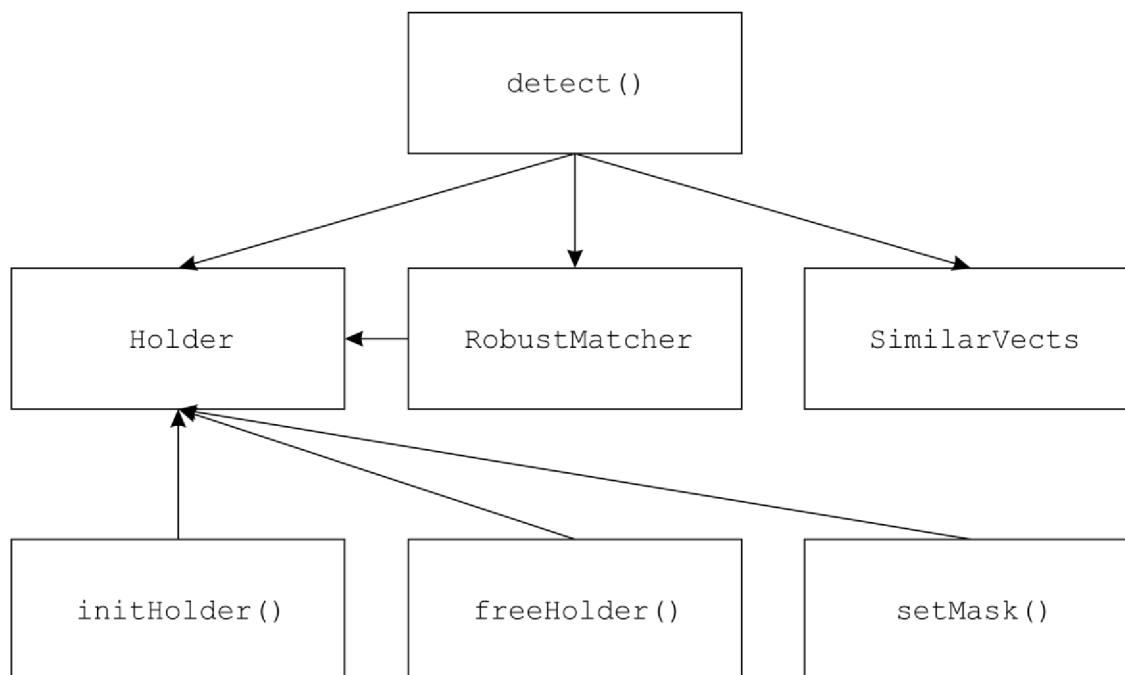 detect()
Holder
RobustMatcher
SimilarVects
initHolder()
freeHolder()
setMask()